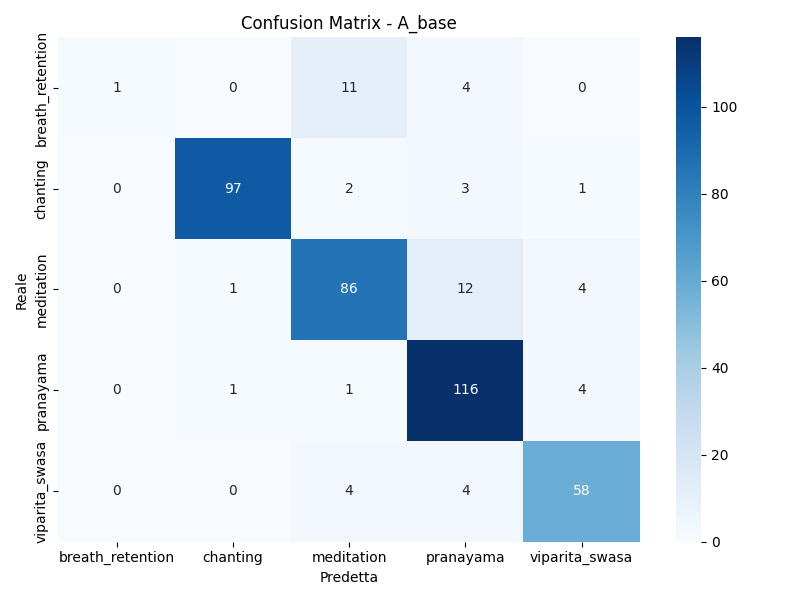 Confusion Matrix - A_base
Reale
breath_retention 1 0 11 4 0
chanting 0 97 2 3 1
meditation 0 1 86 12 4
pranayama 0 1 1 116 4
viparita_swasa 0 0 4 4 58
breath_retention chanting meditation pranayama viparita_swasa
Predetta
100
80
60
40
20
0